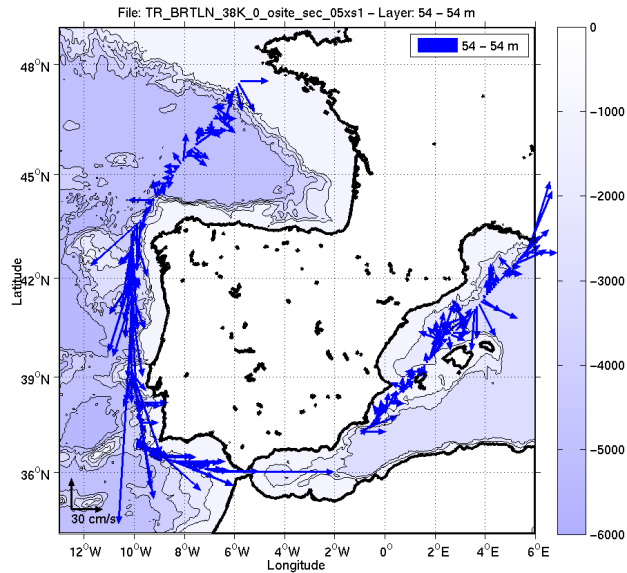 File: TR_BRTLN_38K_0_osite_sec_05xs1 – Layer: 54 – 54 m
54 – 54 m
48°N
45°N
42°N
39°N
36°N
Latitude
30 cm/s
12°W
10°W
8°W
6°W
4°W
2°W
0°
2°E
4°E
6°E
Longitude
0
−1000
−2000
−3000
−4000
−5000
−6000